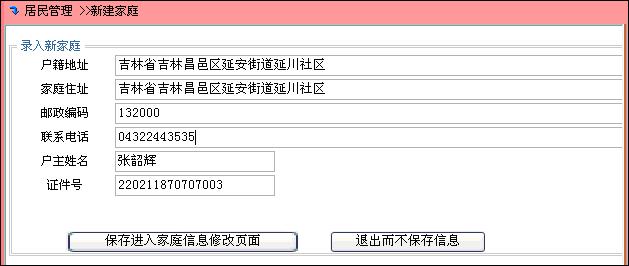 居民管理 >>新建家庭
录入新家庭
户籍地址 吉林省吉林昌邑区延安街道延川社区
家庭住址 吉林省吉林昌邑区延安街道延川社区
邮政编码 132000
联系电话 04322443535
户主姓名 张韶辉
证件号 220211870707003
保存进入家庭信息修改页面 退出而不保存信息